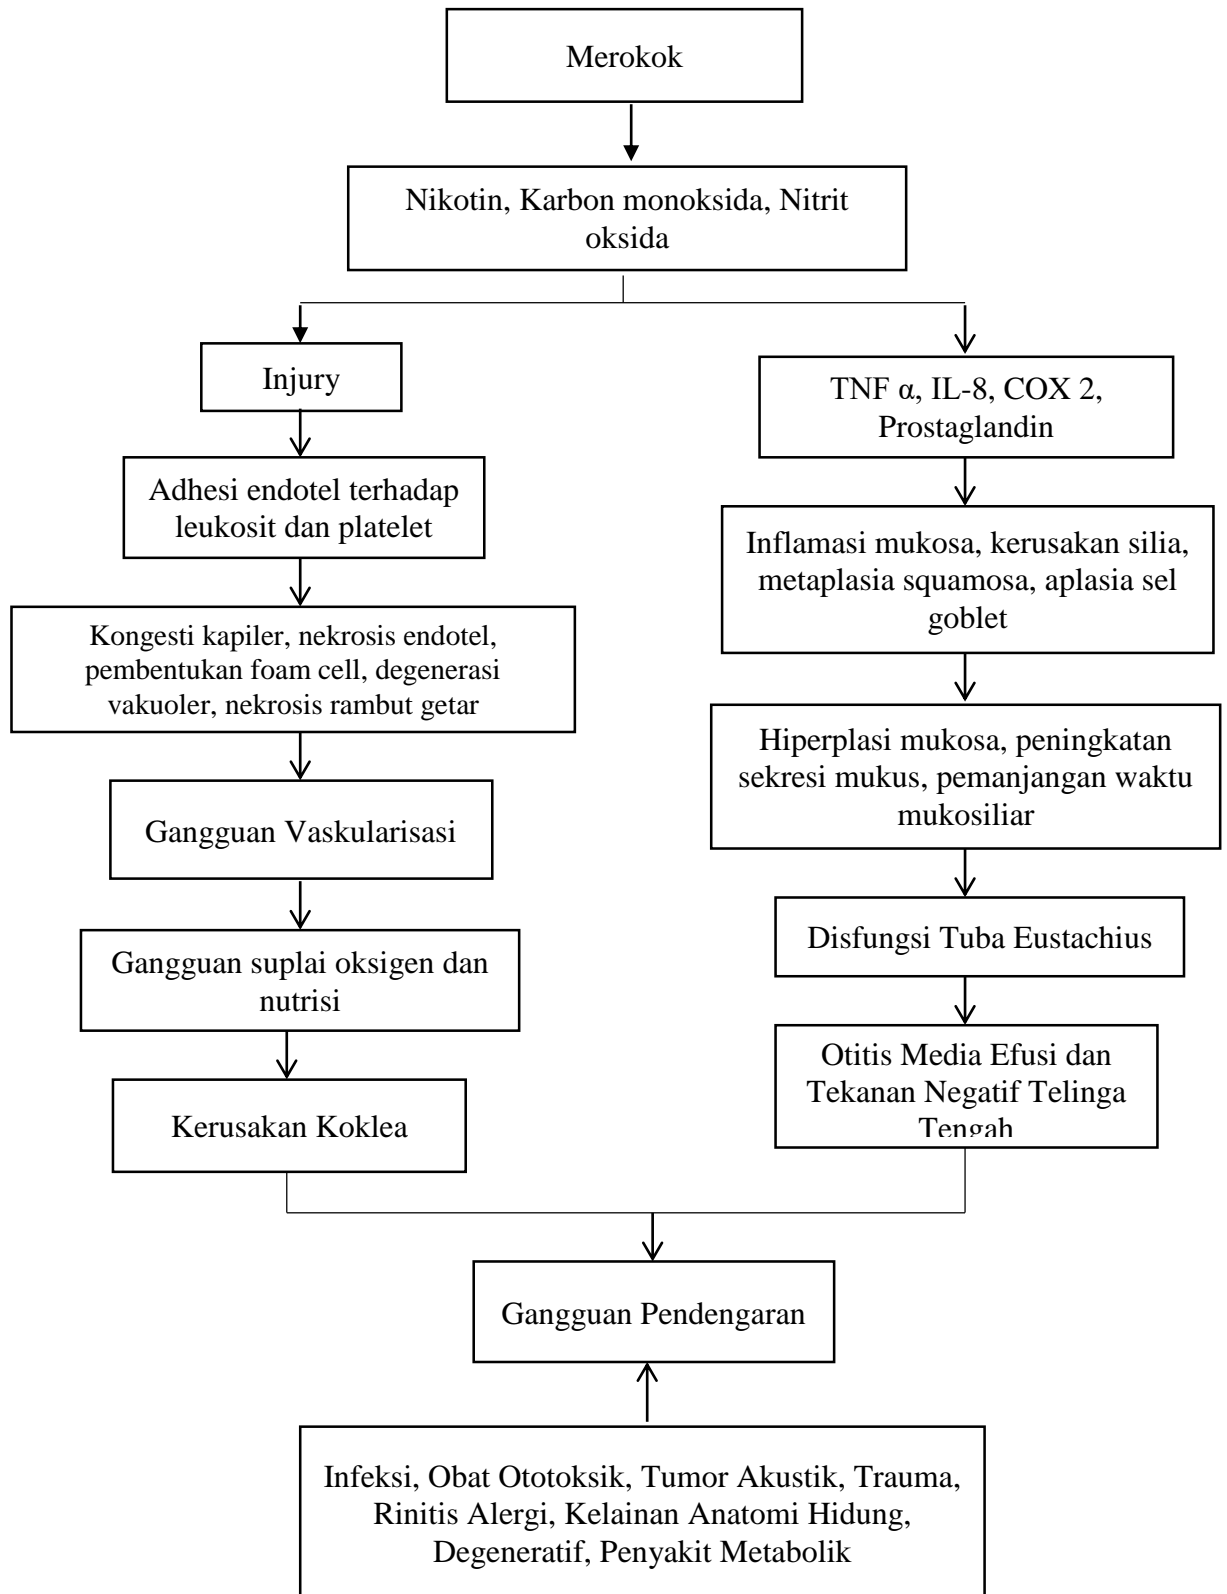 Merokok
Nikotin, Karbon monoksida, Nitrit
oksida
Injury
Adhesi endotel terhadap
leukosit dan platelet
Kongesti kapiler, nekrosis endotel,
pembentukan foam cell, degenerasi
vakuoler, nekrosis rambut getar
Gangguan Vaskularisasi
Gangguan suplai oksigen dan
nutrisi
Kerusakan Koklea
TNF α, IL-8, COX 2,
Prostaglandin
Inflamasi mukosa, kerusakan silia,
metaplasia squamosa, aplasia sel
goblet
Hiperplasi mukosa, peningkatan
sekresi mukus, pemanjangan waktu
mukosiliar
Disfungsi Tuba Eustachius
Otitis Media Efusi dan
Tekanan Negatif Telinga
Tengah
Gangguan Pendengaran
Infeksi, Obat Ototoksik, Tumor Akustik, Trauma,
Rinitis Alergi, Kelainan Anatomi Hidung,
Degeneratif, Penyakit Metabolik